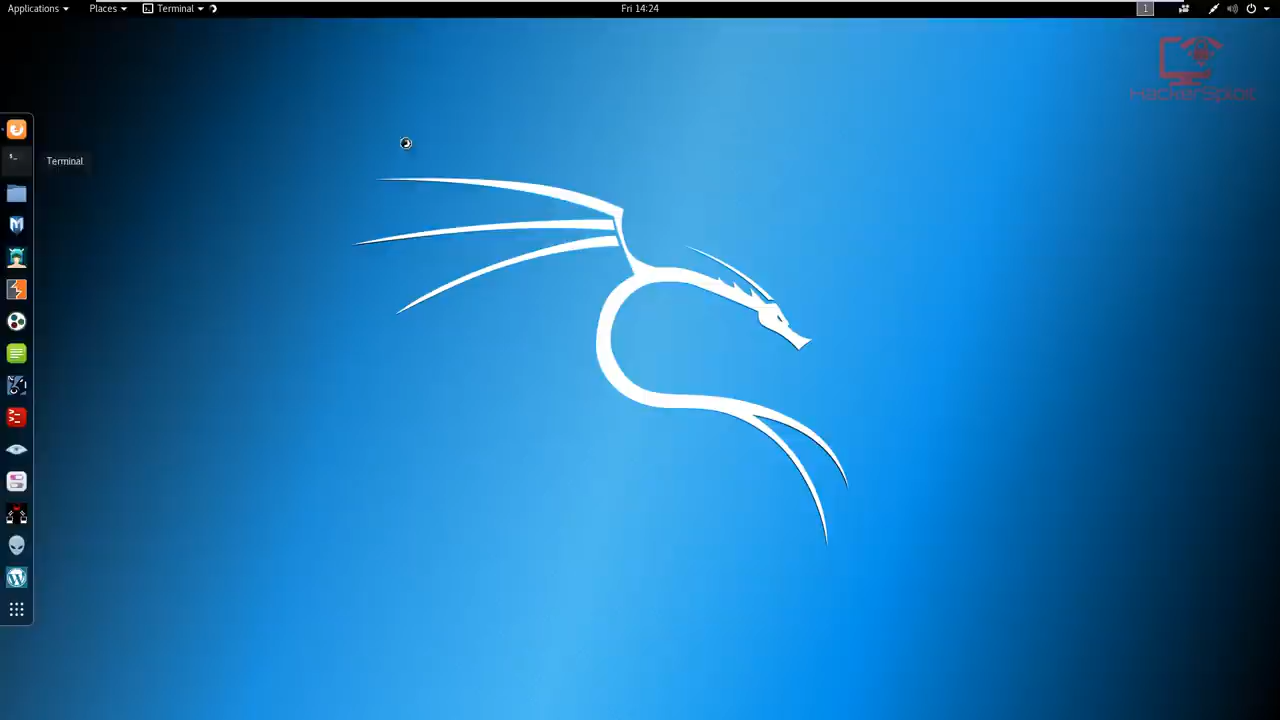 Applications
Places
Terminal
Fri 14:24
1
HackerSploit
Terminal